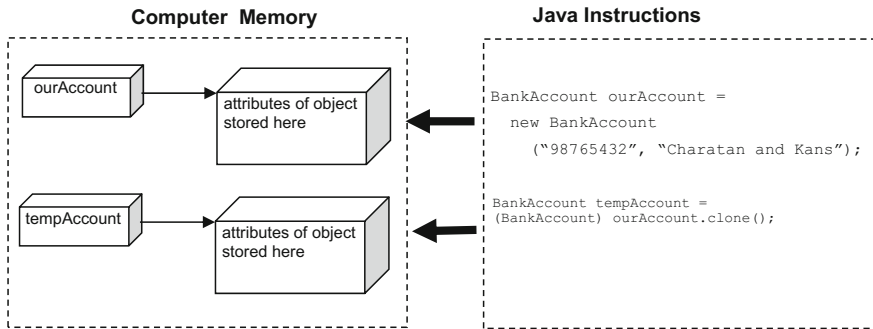 Computer Memory
Java Instructions
ourAccount
attributes of object
stored here
BankAccount ourAccount =
new BankAccount
(“98765432”, “Charatan and Kans”);
tempAccount
attributes of object
stored here
BankAccount tempAccount =
(BankAccount) ourAccount.clone();